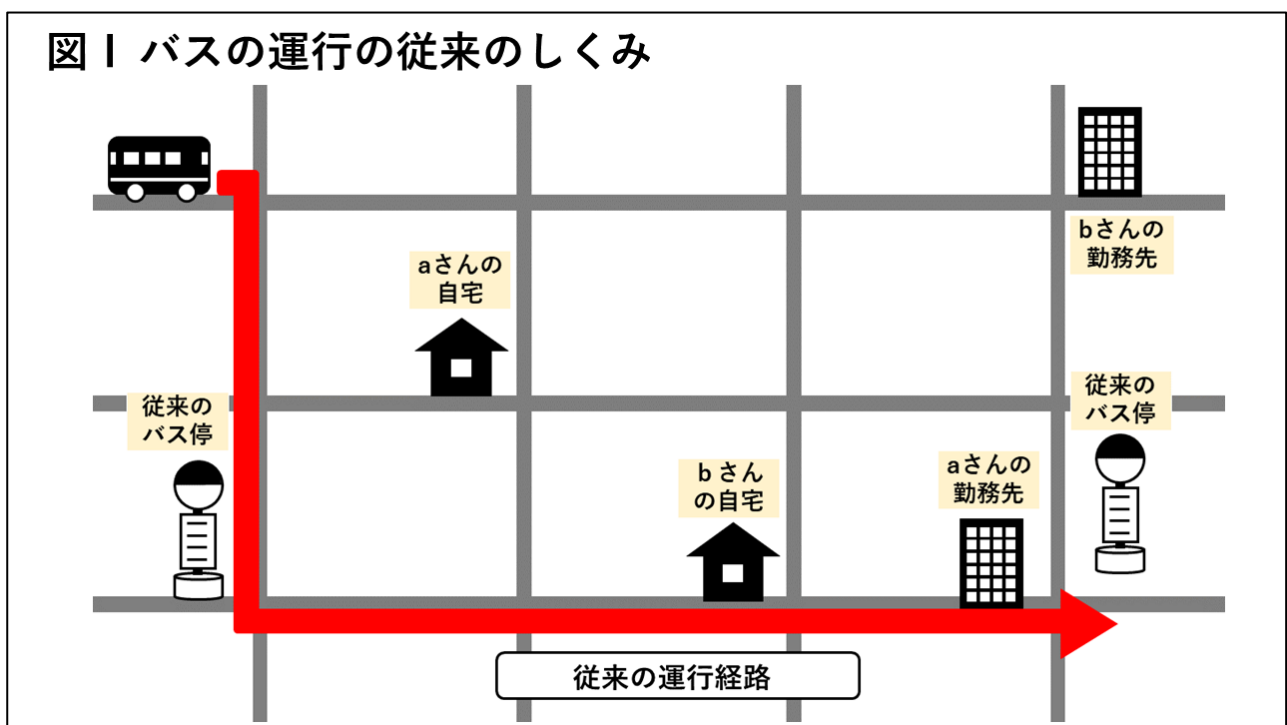 図Ⅰ バスの運行の従来のしくみ
bさんの
勤務先
aさんの
自宅
従来の
バス停
従来の
バス停
bさん
の自宅
aさんの
勤務先
従来の運行経路